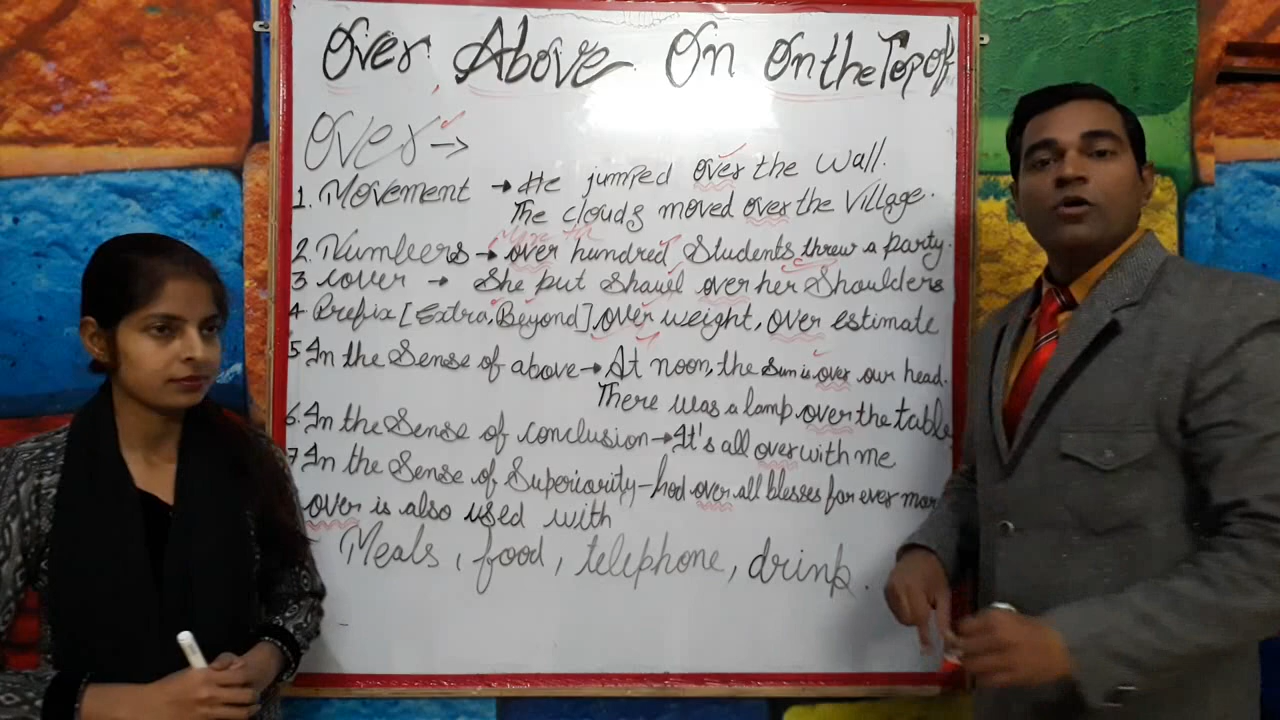 Over Above On On the Top of
Over →
1. Movement → He jumped over the wall.
The clouds moved over the Village.
More th
2. Numbers → over hundred Students threw a party.
3 cover → She put Shawl over her Shoulders
4 Prefix [Extra, Beyond], over weight, over estimate
5 In the Sense of above → At noon, the Sun is over our head.
There was a lamp over the table
6. In the Sense of conclusion → It's all over with me
7 In the Sense of Superiority - God over all blesses for ever mor
over is also used with
Meals, food, telephone, drink.